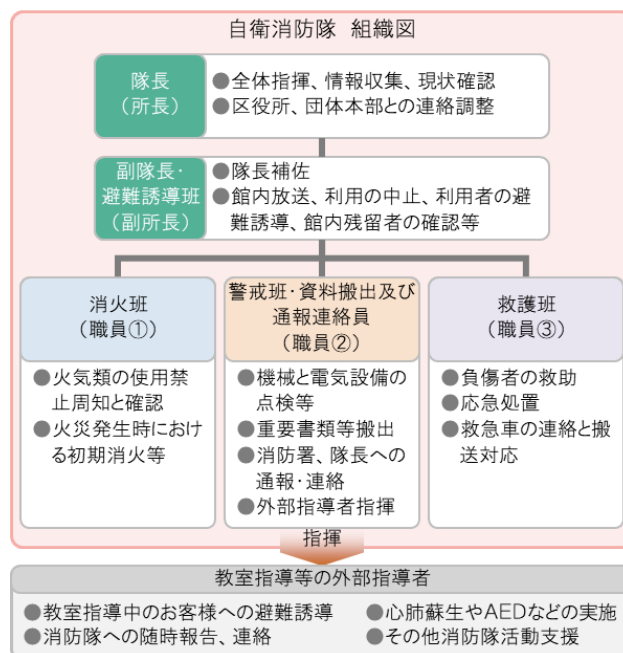 自衛消防隊 組織図
隊長
（所長）
●全体指揮、情報収集、現状確認
●区役所、団体本部との連絡調整
副隊長・
避難誘導班
（副所長）
●隊長補佐
●館内放送、利用の中止、利用者の避
難誘導、館内残留者の確認等
消火班
（職員①）
●火気類の使用禁
止周知と確認
●火災発生時におけ
る初期消火等
警戒班・資料搬出及び
通報連絡員
（職員②）
●機械と電気設備の
点検等
●重要書類等搬出
●消防署、隊長への
通報・連絡
●外部指導者指揮
救護班
（職員③）
●負傷者の救助
●応急処置
●救急車の連絡と搬
送対応
指揮
教室指導等の外部指導者
●教室指導中のお客様への避難誘導
●消防隊への随時報告、連絡
●心肺蘇生やAEDなどの実施
●その他消防隊活動支援